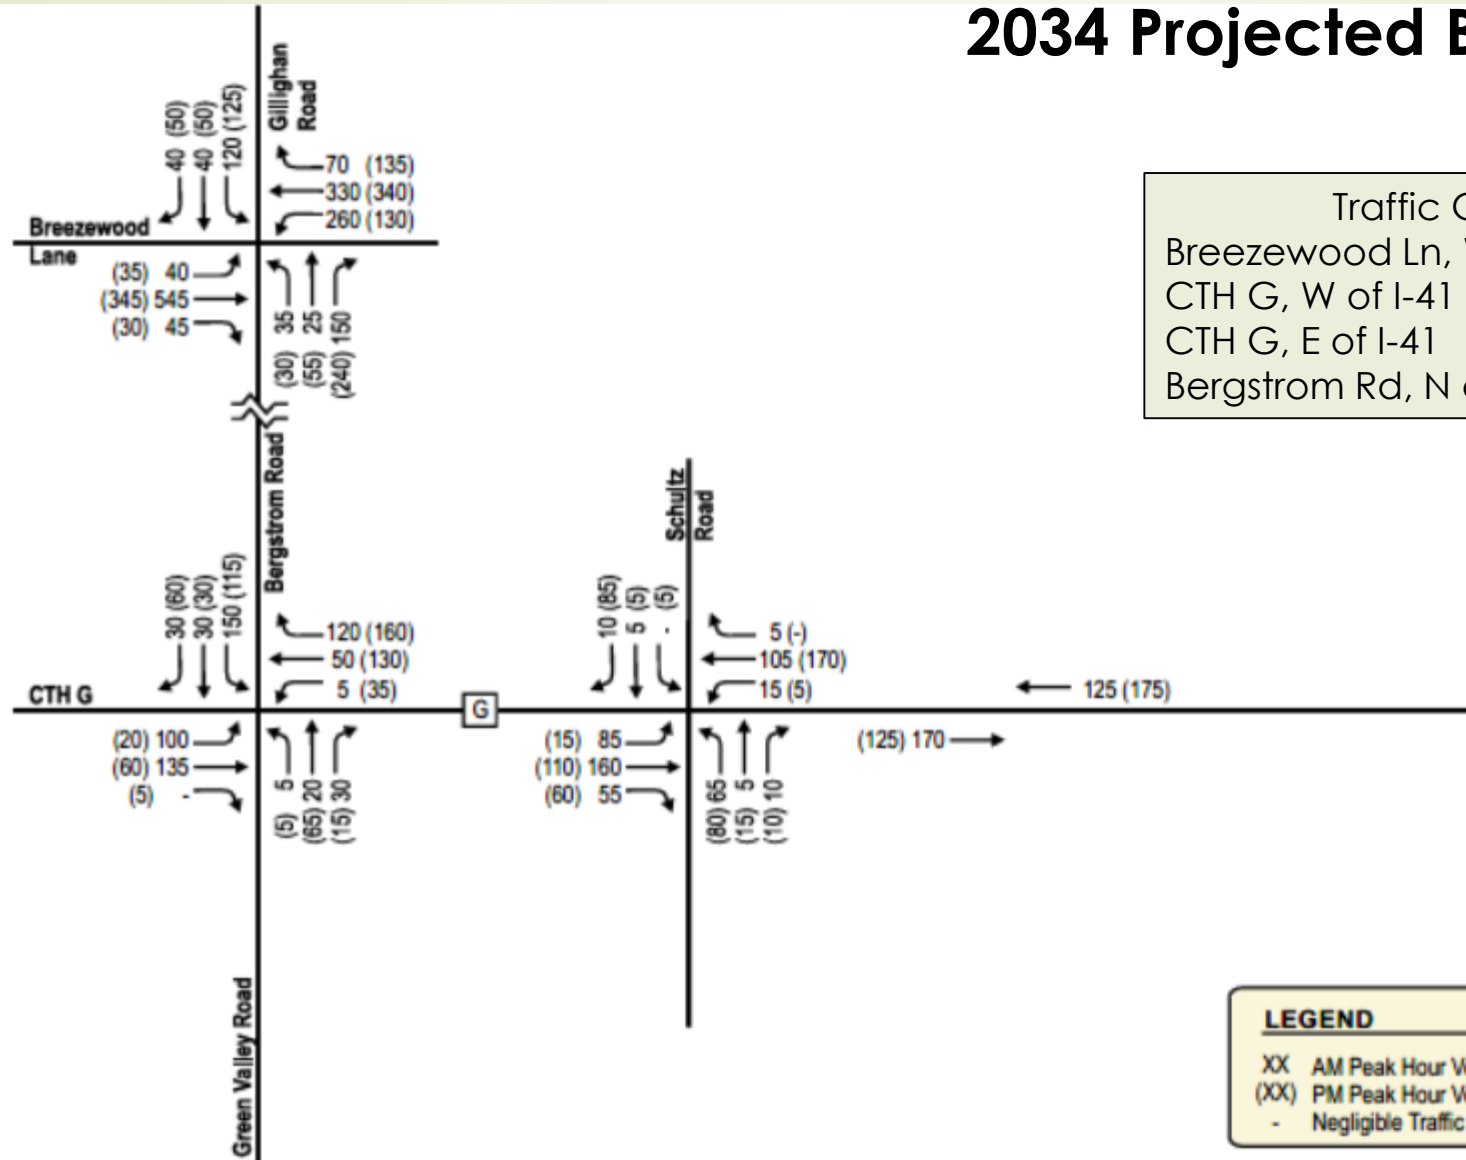 2034 Projected B
Gillighan
Road
40 (50)
40 (50)
120 (125)
70 (135)
330 (340)
260 (130)
Breezewood
Lane
(35) 40
(345) 545
(30) 45
(30) 35
(55) 25
(240) 150
Traffic
Breezewood Ln,
CTH G, W of I-41
CTH G, E of I-41
Bergstrom Rd, N
Bergstrom Road
Schultz
Road
30 (60)
30 (30)
150 (115)
120 (160)
50 (130)
5 (35)
10 (85)
5 (5)
- (5)
5 (-)
105 (170)
15 (5)
CTH G
G
125 (175)
(20) 100
(60) 135
(5) -
(5) 5
(65) 20
(15) 30
(15) 85
(110) 160
(60) 55
(80) 65
(15) 5
(10) 10
(125) 170
Green Valley Road
LEGEND
XX AM Peak Hour
(XX) PM Peak Hour
- Negligible Traffic